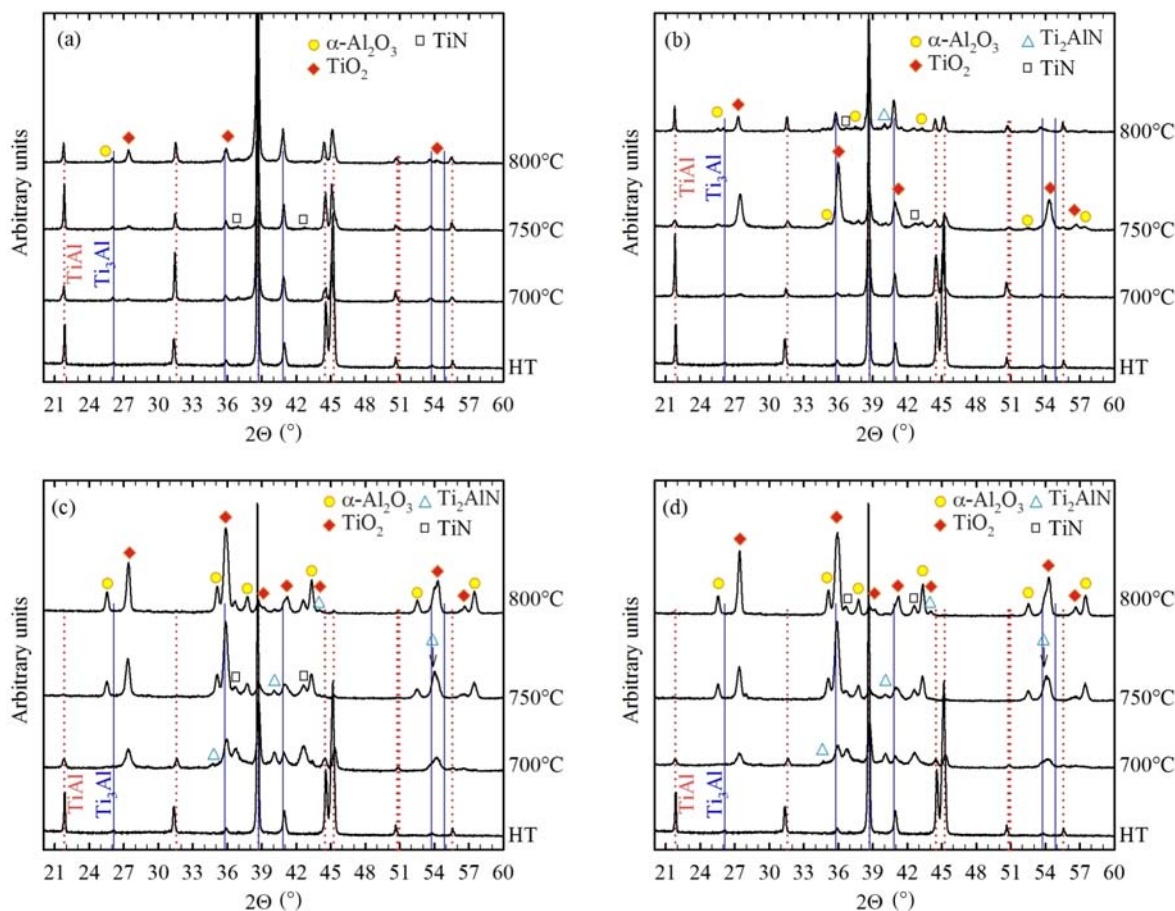 (a)
α-Al2O3
TiN
TiO2
800°C
750°C
700°C
HT
TiAl
Ti3Al
Arbitrary units
21 24 27 30 33 36 39 42 45 48 51 54 57 60
2Θ (°)
(b)
α-Al2O3
Ti2AlN
TiO2
TiN
800°C
750°C
700°C
HT
TiAl
Ti3Al
Arbitrary units
21 24 27 30 33 36 39 42 45 48 51 54 57 60
2Θ (°)
(c)
α-Al2O3
Ti2AlN
TiO2
TiN
800°C
750°C
700°C
HT
TiAl
Ti3Al
Arbitrary units
21 24 27 30 33 36 39 42 45 48 51 54 57 60
2Θ (°)
(d)
α-Al2O3
Ti2AlN
TiO2
TiN
800°C
750°C
700°C
HT
TiAl
Ti3Al
Arbitrary units
21 24 27 30 33 36 39 42 45 48 51 54 57 60
2Θ (°)